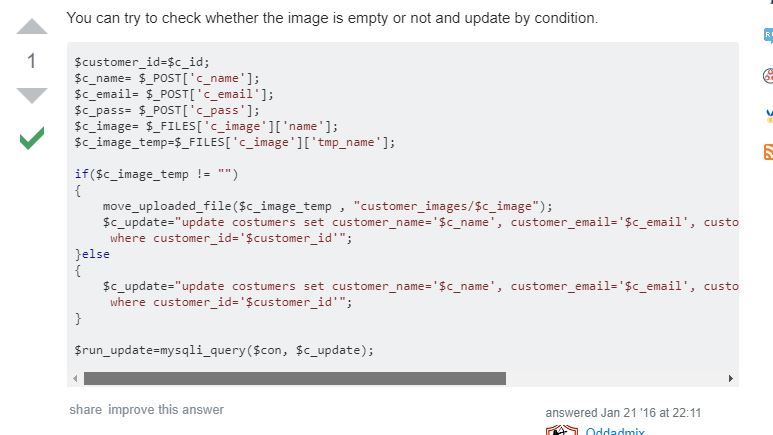 You can try to check whether the image is empty or not and update by condition.
1
$customer_id=$c_id;
$c_name= $_POST['c_name'];
$c_email= $_POST['c_email'];
$c_pass= $_POST['c_pass'];
$c_image= $_FILES['c_image']['name'];
$c_image_temp=$_FILES['c_image']['tmp_name'];
if($c_image_temp != "")
{
move_uploaded_file($c_image_temp , "customer_images/$c_image");
$c_update="update costumers set customer_name='$c_name', customer_email='$c_email', custo
where customer_id='$customer_id'";
}else
{
$c_update="update costumers set customer_name='$c_name', customer_email='$c_email', custo
where customer_id='$customer_id'";
}
$run_update=mysqli_query($con, $c_update);
share improve this answer
answered Jan 21 '16 at 22:11
Oddadmix